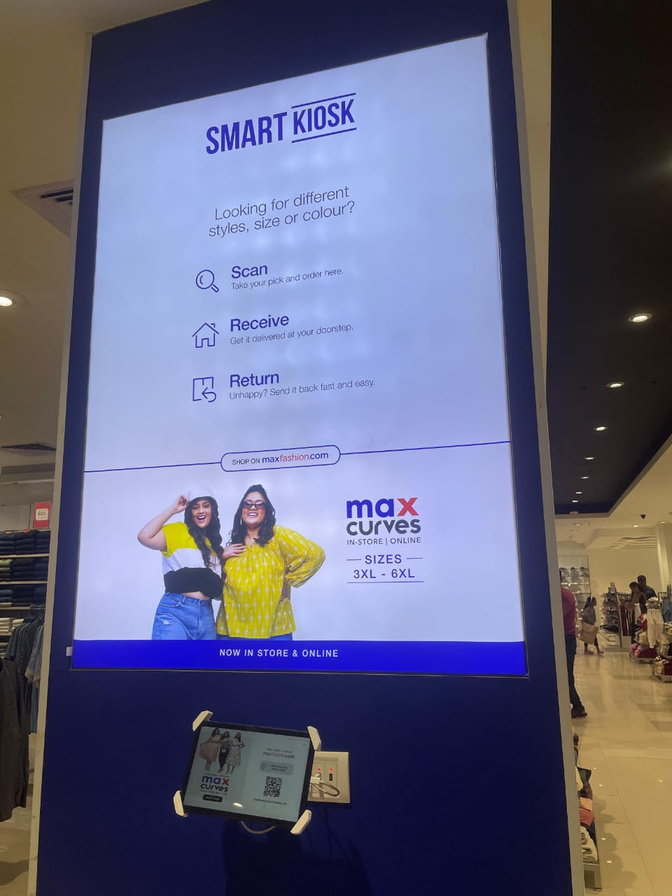 SMART KIOSK
Looking for different
styles, size or colour?
Scan
Take your pick and order here.
Receive
Get it delivered at your doorstep.
Return
Unhappy? Send it back fast and easy.
SHOP ON maxfashion.com
max
curves
IN-STORE | ONLINE
SIZES
3XL - 6XL
NOW IN STORE & ONLINE
max
curves